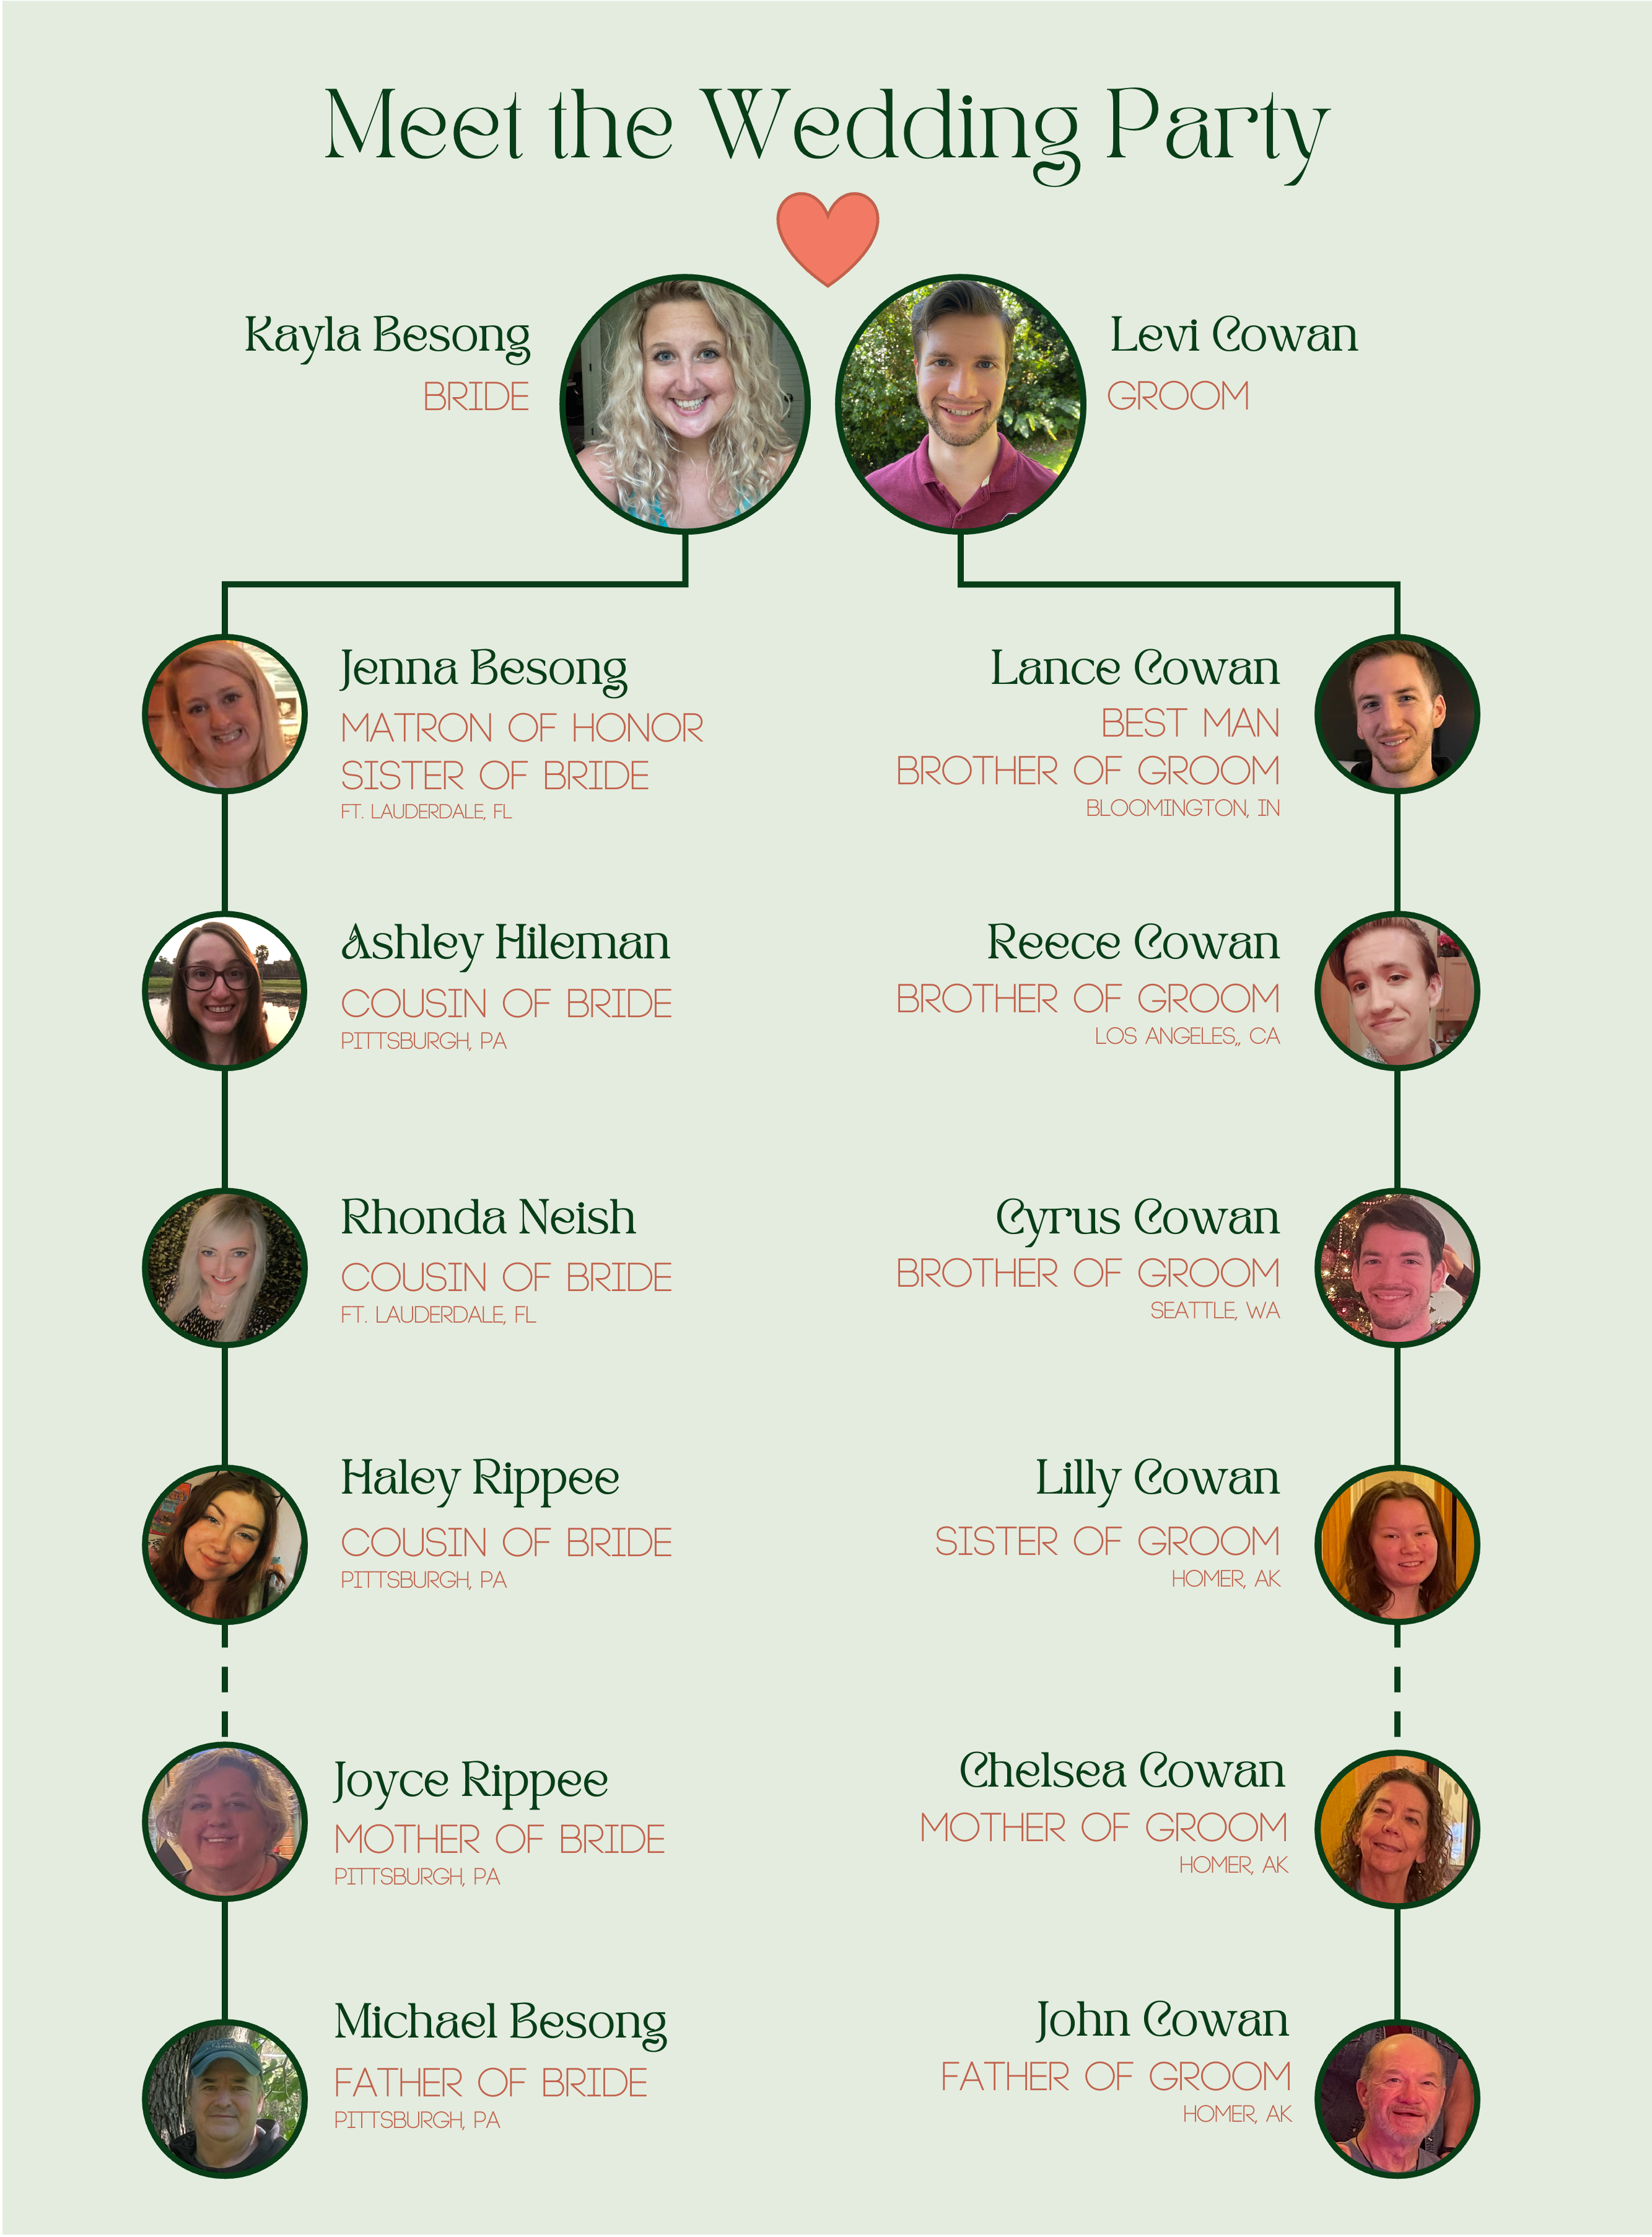 Meet the Wedding Party
Kayla Besong
BRIDE
Levi Cowan
GROOM
Jenna Besong
MATRON OF HONOR
SISTER OF BRIDE
FT. LAUDERDALE, FL
Lance Cowan
BEST MAN
BROTHER OF GROOM
BLOOMINGTON, IN
Ashley Hileman
COUSIN OF BRIDE
PITTSBURGH, PA
Reece Cowan
BROTHER OF GROOM
LOS ANGELES,, CA
Rhonda Neish
COUSIN OF BRIDE
FT. LAUDERDALE, FL
Cyrus Cowan
BROTHER OF GROOM
SEATTLE, WA
Haley Rippee
COUSIN OF BRIDE
PITTSBURGH, PA
Lilly Cowan
SISTER OF GROOM
HOMER, AK
Joyce Rippee
MOTHER OF BRIDE
PITTSBURGH, PA
Chelsea Cowan
MOTHER OF GROOM
HOMER, AK
Michael Besong
FATHER OF BRIDE
PITTSBURGH, PA
John Cowan
FATHER OF GROOM
HOMER, AK